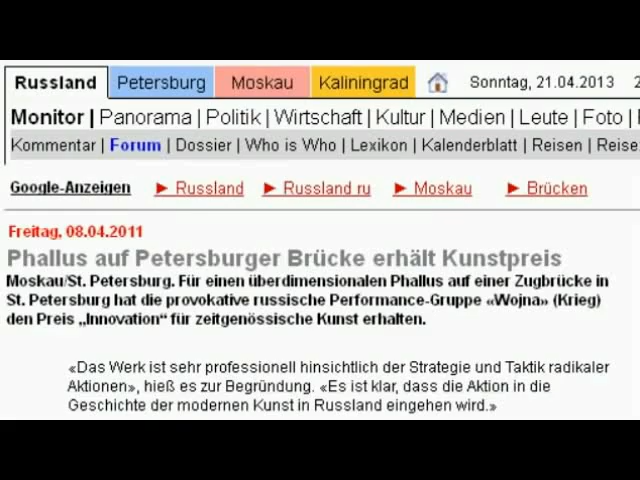 Russland Petersburg Moskau Kaliningrad Sonntag, 21.04.2013 2
Monitor | Panorama | Politik | Wirtschaft | Kultur | Medien | Leute | Foto |
Kommentar | Forum | Dossier | Who is Who | Lexikon | Kalenderblatt | Reisen | Reise
Google-Anzeigen ► Russland ► Russland ru ► Moskau ► Brücken
Freitag, 08.04.2011
Phallus auf Petersburger Brücke erhält Kunstpreis
Moskau/St. Petersburg. Für einen überdimensionalen Phallus auf einer Zugbrücke in
St. Petersburg hat die provokative russische Performance-Gruppe «Wojna» (Krieg)
den Preis „Innovation“ für zeitgenössische Kunst erhalten.
«Das Werk ist sehr professionell hinsichtlich der Strategie und Taktik radikaler
Aktionen», hieß es zur Begründung. «Es ist klar, dass die Aktion in die
Geschichte der modernen Kunst in Russland eingehen wird.»